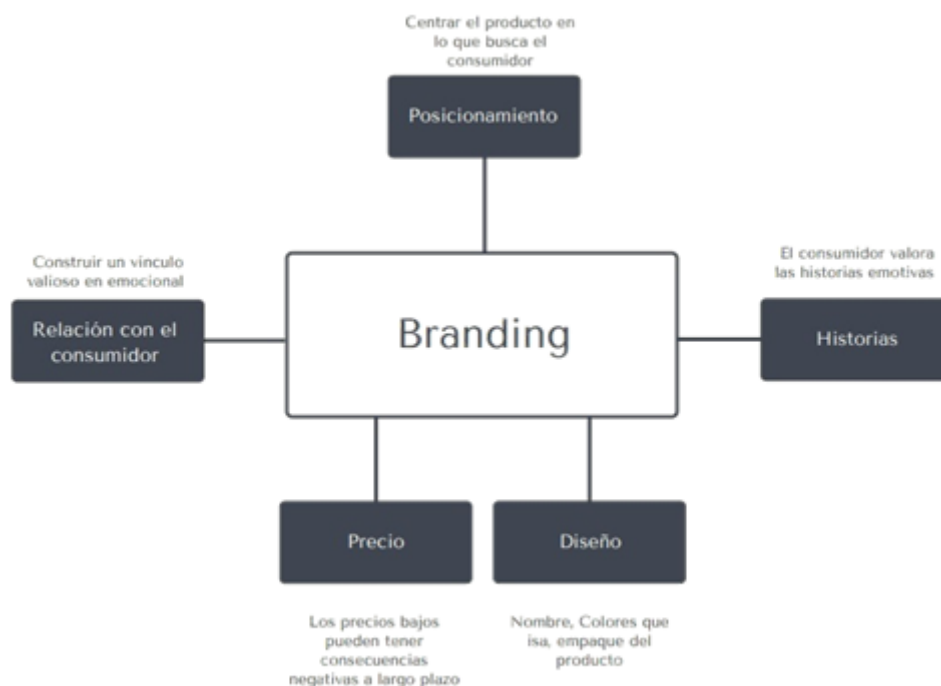 Centrar el producto en
lo que busca el
consumidor
Posicionamiento
Construir un vinculo
valioso en emocional
Relación con el
consumidor
Branding
El consumidor valora
las historias emotivas
Historias
Precio
Los precios bajos
pueden tener
consecuencias
negativas a largo plazo
Diseño
Nombre, Colores que
isa, empaque del
producto